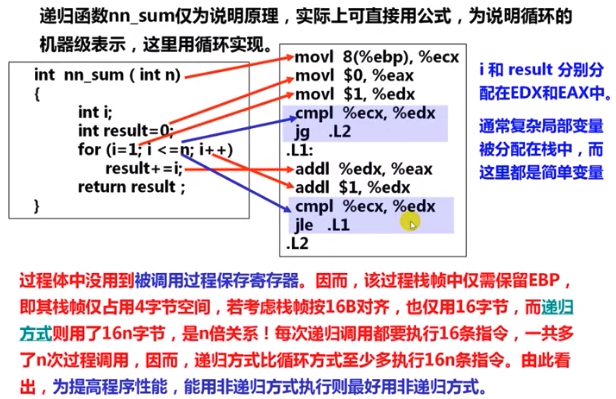 递归函数nn_sum仅为说明原理，实际上可直接用公式，为说明循环的
机器级表示，这里用循环实现。
int nn_sum ( int n)
{
int i;
int result=0;
for (i=1; i <=n; i++)
result+=i;
return result ;
}
movl 8(%ebp), %ecx
movl $0, %eax
movl $1, %edx
cmpl %ecx, %edx
jg .L2
.L1:
addl %edx, %eax
addl $1, %edx
cmpl %ecx, %edx
jle .L1
.L2
i 和 result 分别分
配在EDX和EAX中。
通常复杂局部变量
被分配在栈中，而
这里都是简单变量
过程体中没用到被调用过程保存寄存器。因而，该过程栈帧中仅需保留EBP，
即其栈帧仅占用4字节空间，若考虑栈帧按16B对齐，也仅用16字节，而递归
方式则用了16n字节，是n倍关系！每次递归调用都要执行16条指令，一共多
了n次过程调用，因而，递归方式比循环方式至少多执行16n条指令。由此看
出，为提高程序性能，能用非递归方式执行则最好用非递归方式。